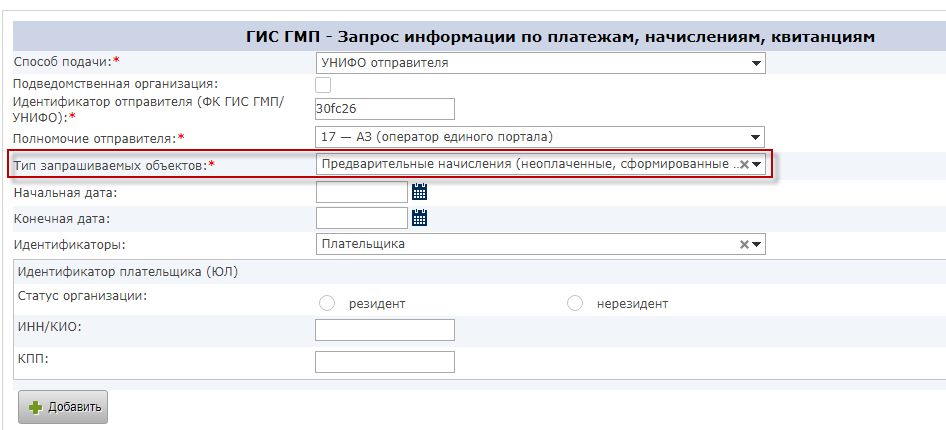 ГИС ГМП - Запрос информации по платежам, начислениям, квитанциям
Способ подачи:* УНИФО отправителя
Подведомственная организация:
Идентификатор отправителя (ФК ГИС ГМП/
УНИФО):* 30fc26
Полномочие отправителя:* 17 — АЗ (оператор единого портала)
Тип запрашиваемых объектов:* Предварительные начисления (неоплаченные, сформированные ...
Начальная дата:
Конечная дата:
Идентификаторы: Плательщика
Идентификатор плательщика (ЮЛ)
Статус организации: резидент нерезидент
ИНН/КИО:
КПП:
Добавить